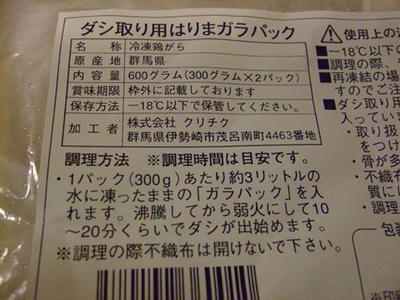 ダシ取り用はりまガラパック
名 称 冷凍鶏がら
原 産 地 群馬県
内 容 量 600グラム(300グラム×2パック)
賞味期限 枠外に記載しております
保存方法 －18℃以下で保管してください。
加 工 者 株式会社 クリチク
群馬県伊勢崎市茂呂南町4463番地
調理方法 ※調理時間は目安です。
・1パック(300g)あたり約3リットルの
水に凍ったままの「ガラパック」を入
れます。沸騰してから弱火にして10
～20分くらいでダシが出始めます。
※調理の際不織布は開けないで下さい。
⚠使用上の注
■－18℃以下の
■調理の際、
■再凍結の場
すのでご注
■ダシ取り用
入ってい
・取り扱
をつけ
・骨が多
・不織布
質に
・調理
包装